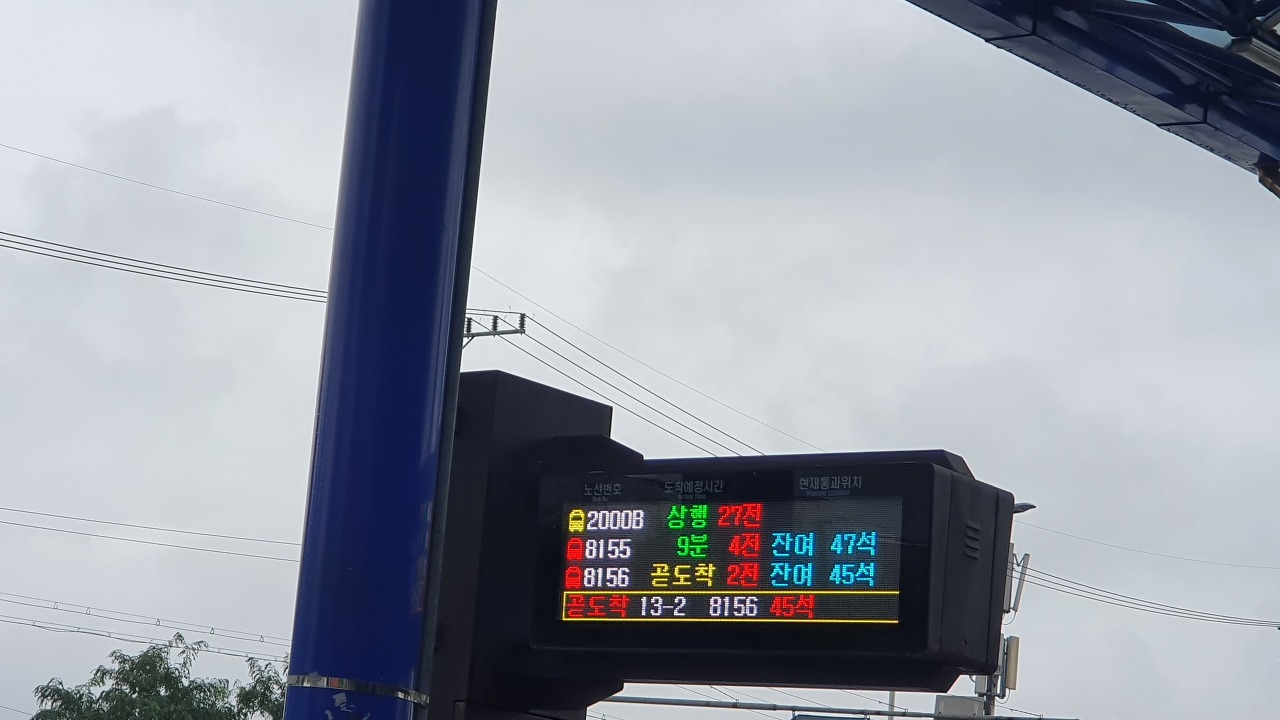 노선번호 도착예정시간 현재통과위치
2000B 상행 27전
8155 9분 4전 잔여 47석
8156 곧도착 2전 잔여 45석
곧도착 13-2 8156 45석